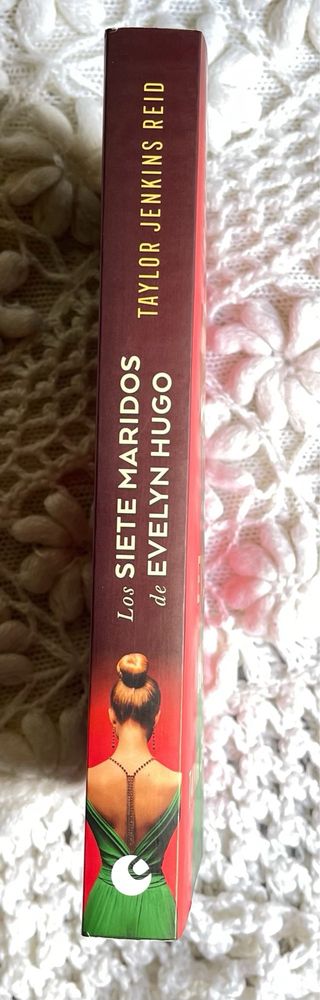 Los SIETE MARIDOS
de EVELYN HUGO
TAYLOR JENKINS REID